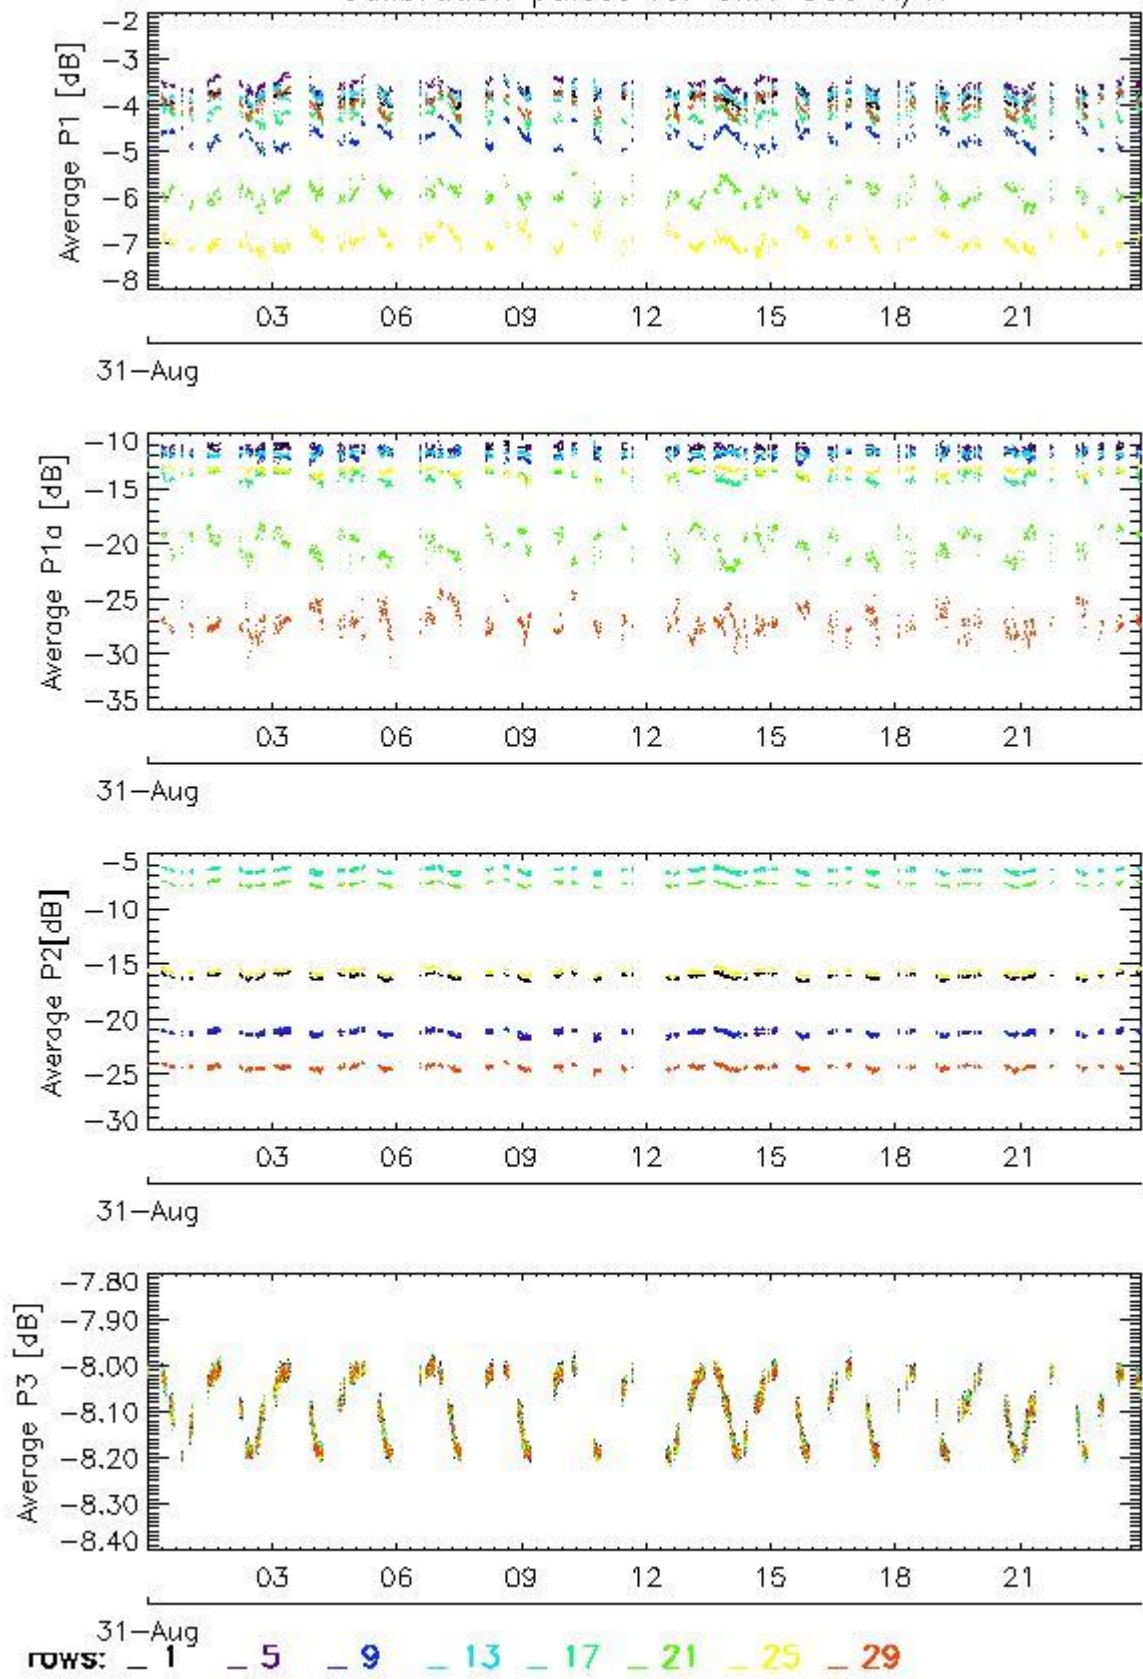 -2
-3
-4
-5
-6
-7
-8
Average P1 [dB]
03 06 09 12 15 18 21
31-Aug
-10
-15
-20
-25
-30
-35
Average P1a [dB]
03 06 09 12 15 18 21
31-Aug
-5
-10
-15
-20
-25
-30
Average P2[dB]
03 06 09 12 15 18 21
31-Aug
-7.80
-7.90
-8.00
-8.10
-8.20
-8.30
-8.40
Average P3 [dB]
03 06 09 12 15 18 21
31-Aug
rows: _ 1 _ 5 _ 9 _ 13 _ 17 _ 21 _ 25 _ 29